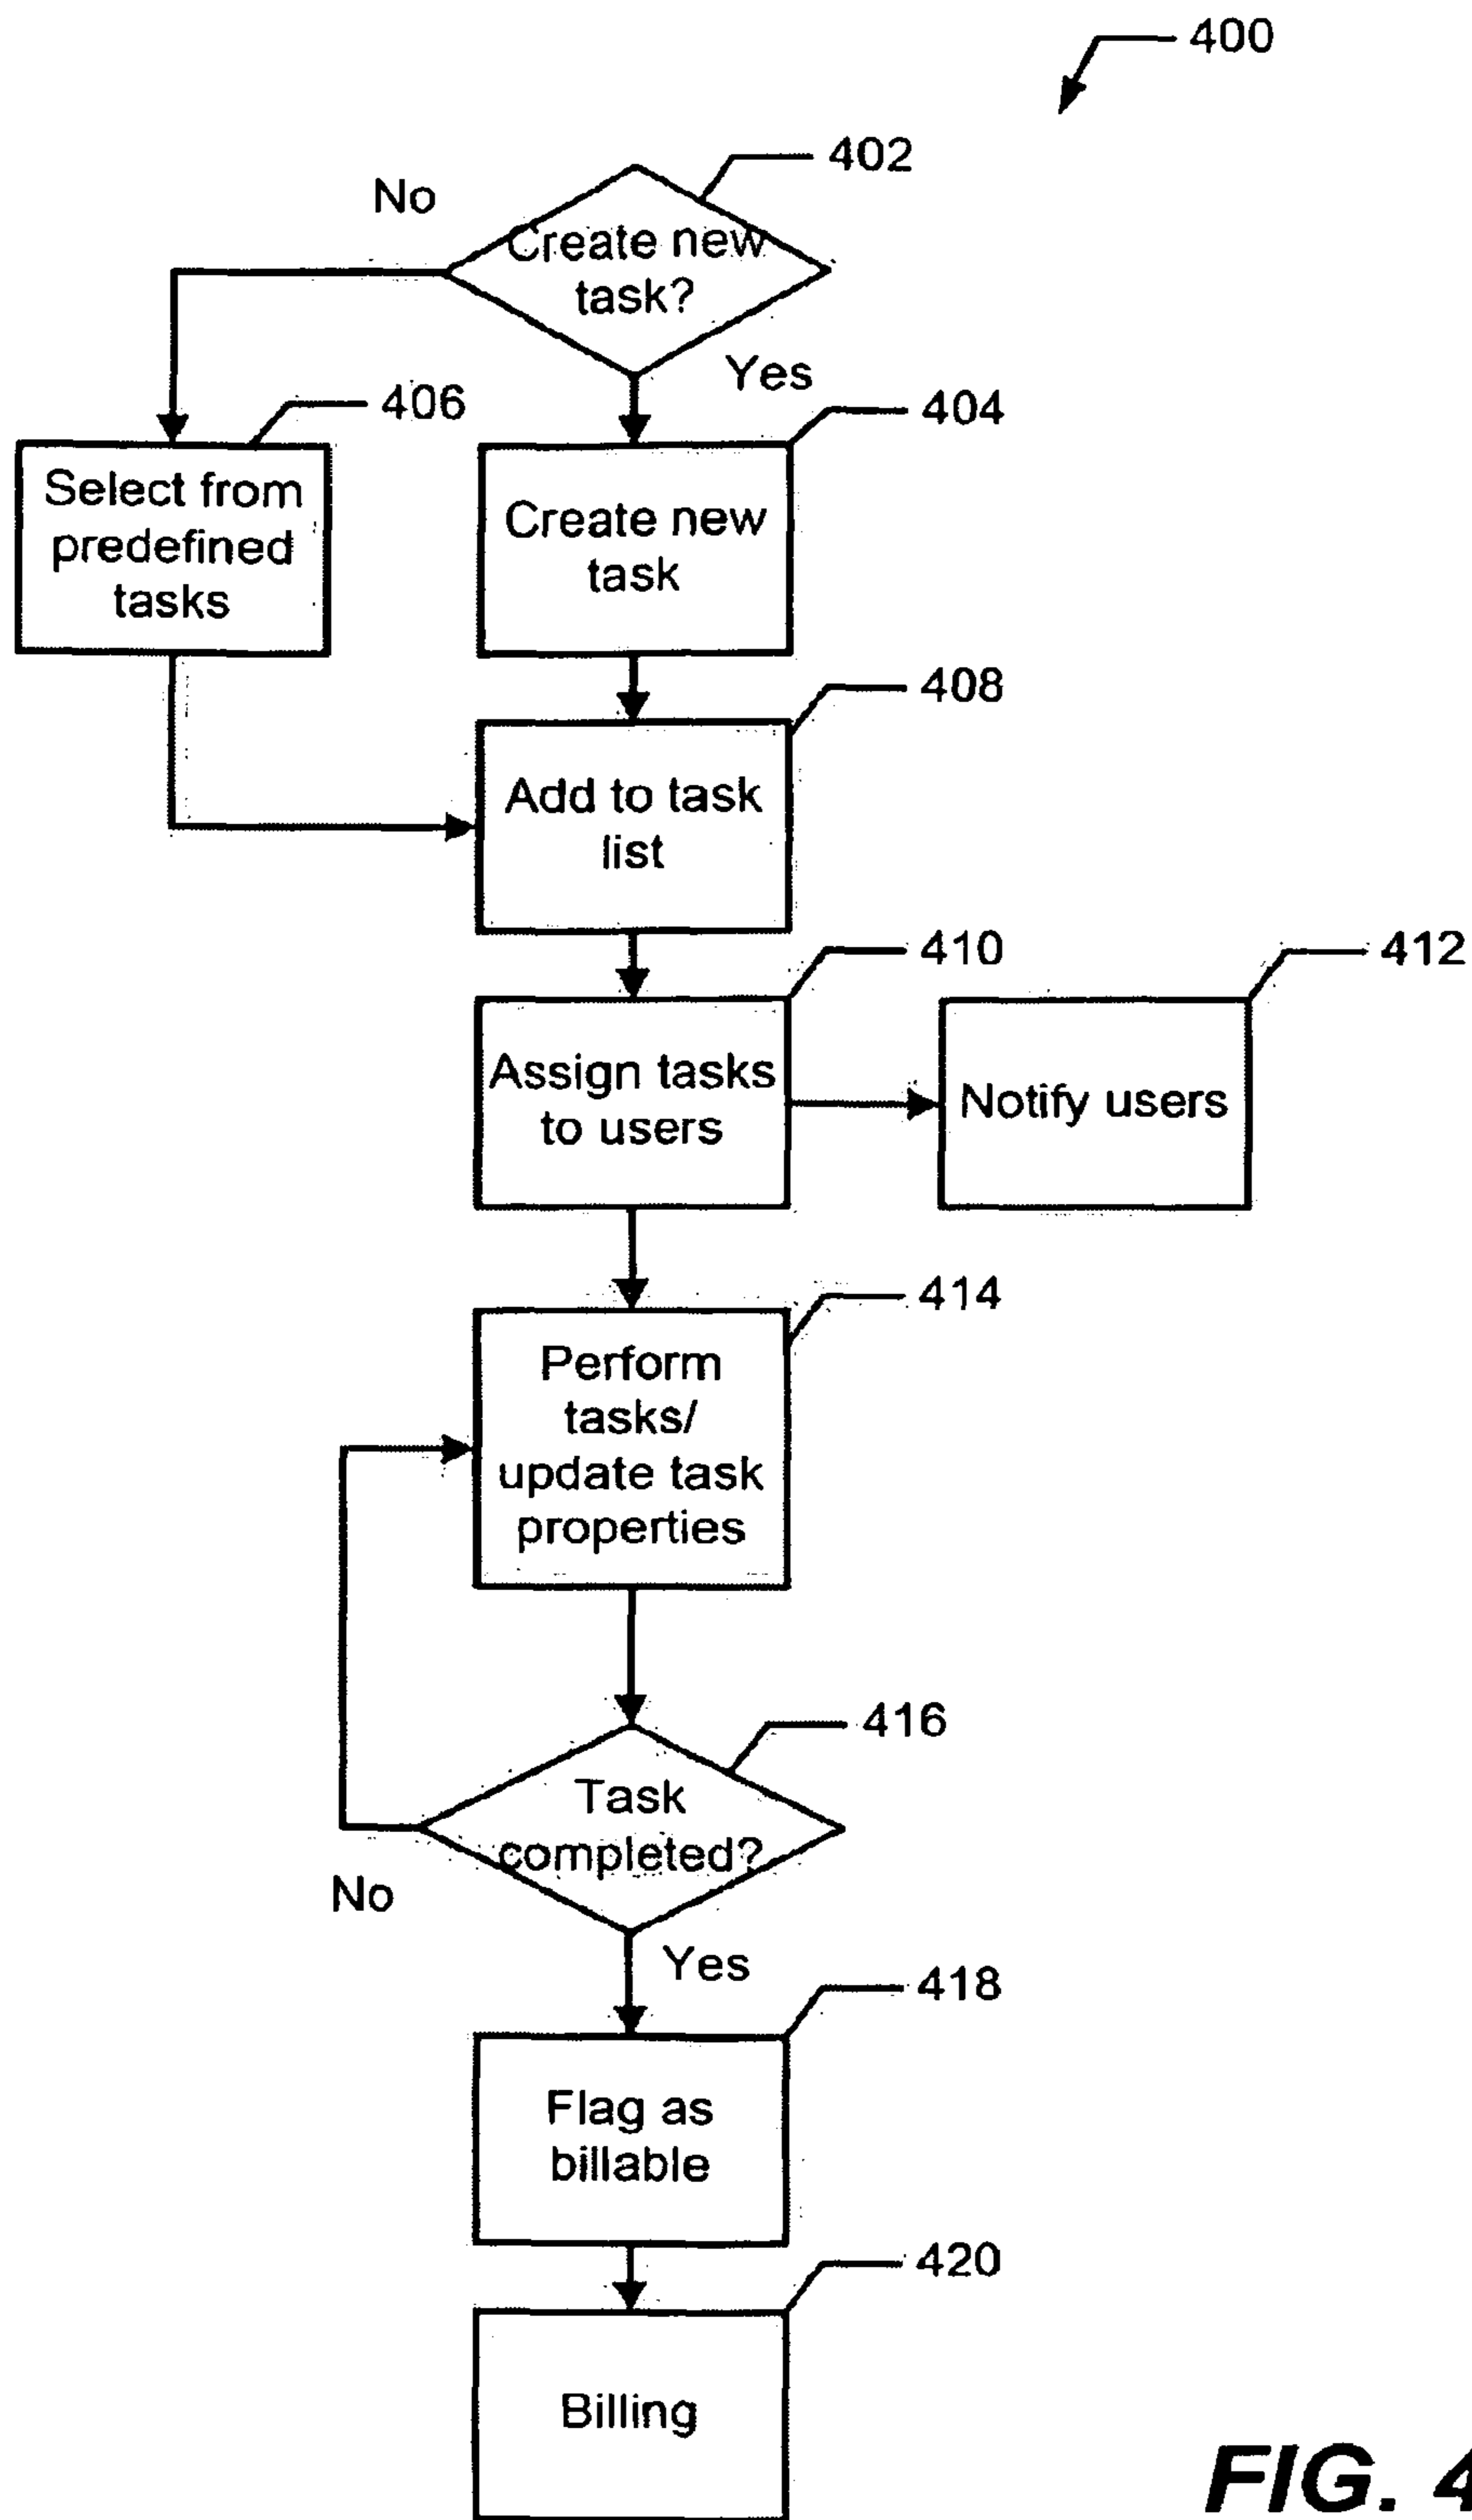 400
402
No
Create new
task?
Yes
406
404
Select from
predefined
tasks
Create new
task
408
Add to task
list
410
412
Assign tasks
to users
Notify users
414
Perform
tasks/
update task
properties
416
Task
completed?
No
Yes
418
Flag as
billable
420
Billing
FIG. 4